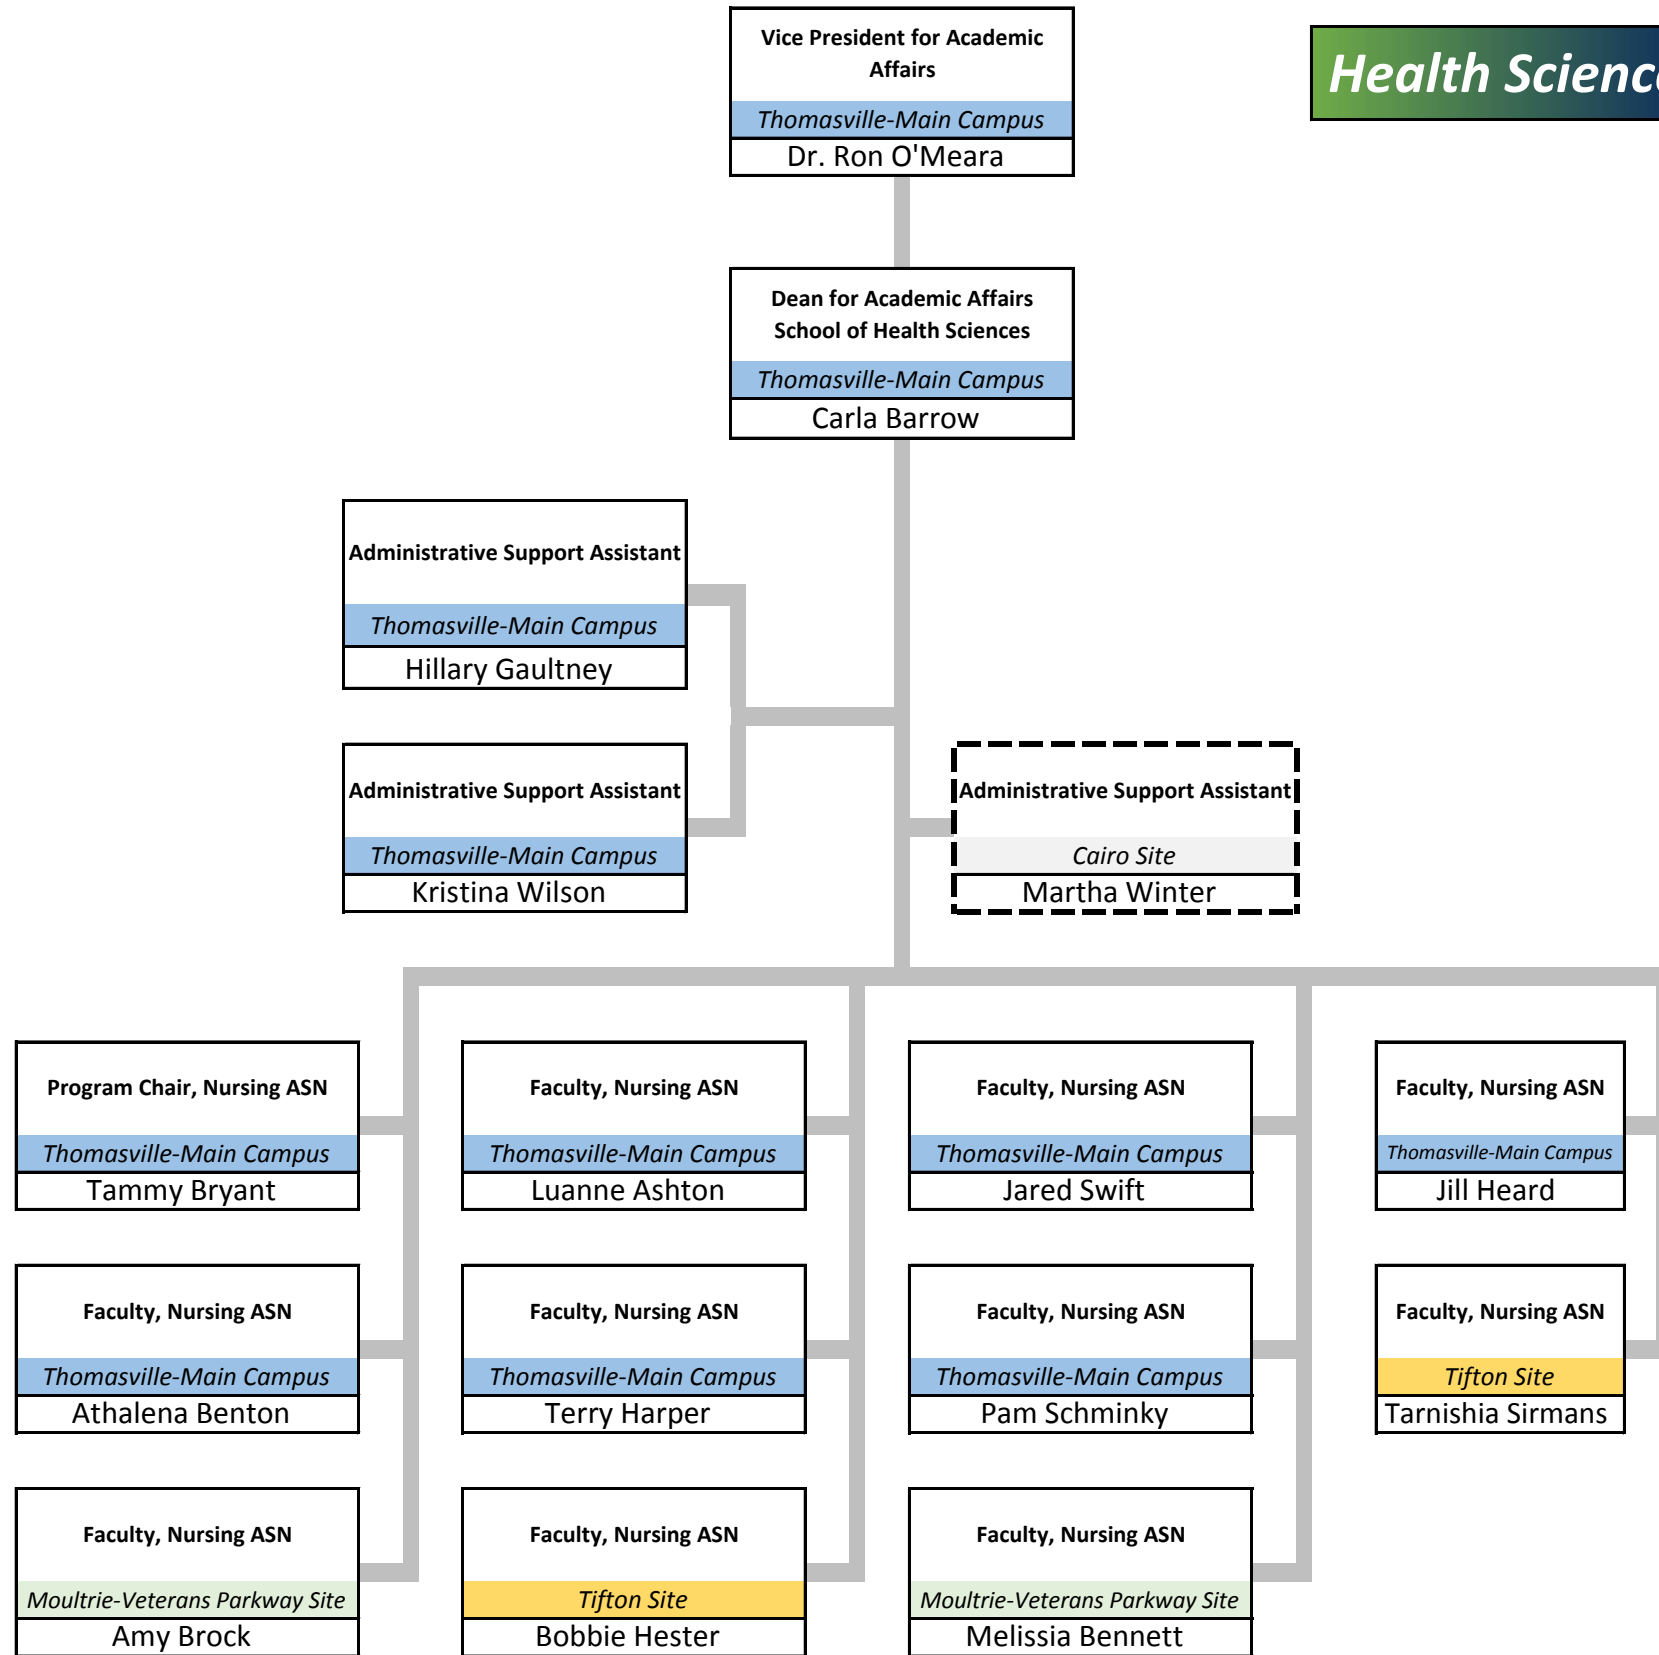 Vice President for Academic
Affairs
Thomasville-Main Campus
Dr. Ron O'Meara
Health Scienc
Dean for Academic Affairs
School of Health Sciences
Thomasville-Main Campus
Carla Barrow
Administrative Support Assistant
Thomasville-Main Campus
Hillary Gaultney
Administrative Support Assistant
Thomasville-Main Campus
Kristina Wilson
Administrative Support Assistant
Cairo Site
Martha Winter
Program Chair, Nursing ASN
Thomasville-Main Campus
Tammy Bryant
Faculty, Nursing ASN
Thomasville-Main Campus
Luanne Ashton
Faculty, Nursing ASN
Thomasville-Main Campus
Jared Swift
Faculty, Nursing ASN
Thomasville-Main Campus
Jill Heard
Faculty, Nursing ASN
Thomasville-Main Campus
Athalena Benton
Faculty, Nursing ASN
Thomasville-Main Campus
Terry Harper
Faculty, Nursing ASN
Thomasville-Main Campus
Pam Schminky
Faculty, Nursing ASN
Tifton Site
Tarnishia Sirmans
Faculty, Nursing ASN
Moultrie-Veterans Parkway Site
Amy Brock
Faculty, Nursing ASN
Tifton Site
Bobbie Hester
Faculty, Nursing ASN
Moultrie-Veterans Parkway Site
Melissia Bennett